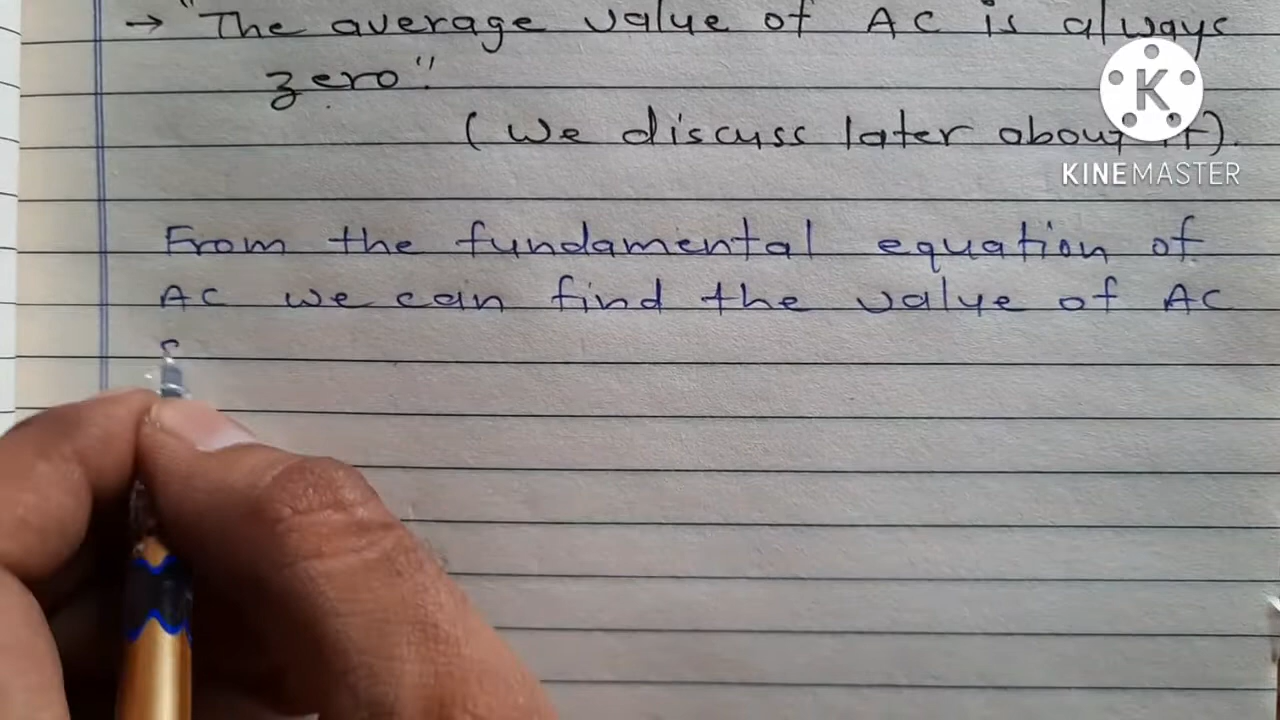 → "The average value of AC is always
zero".
(We discuss later about it).
K
KINEMASTER
From the fundamental equation of
AC we can find the value of AC